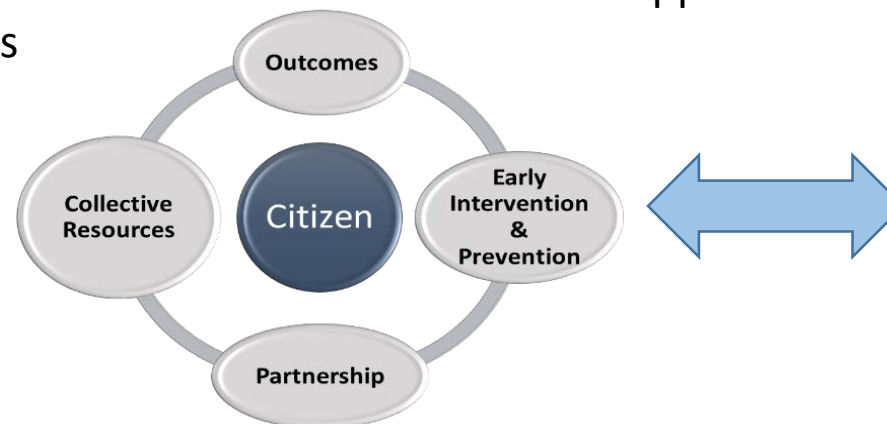 s
Outcomes
Collective
Resources
Citizen
Early
Intervention
&
Prevention
Partnership